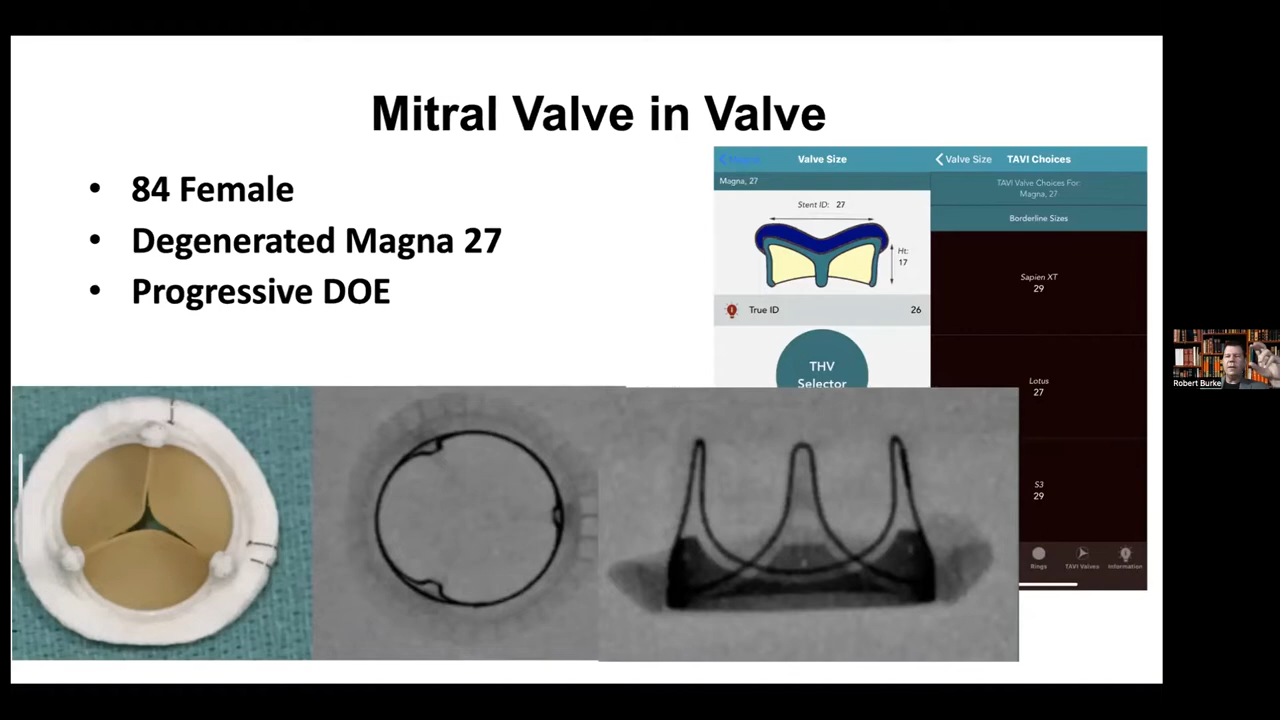 Mitral Valve in Valve
• 84 Female
• Degenerated Magna 27
• Progressive DOE
Valve Size
Magna, 27
Stent ID: 27
Ht:
17
True ID 26
THV
Selector
Valve Size TAVI Choices
TAVI Valve Choices For:
Magna, 27
Borderline Sizes
Sapien XT
29
Lotus
27
S3
29
Rings TAVI Valves Information
Robert Burke